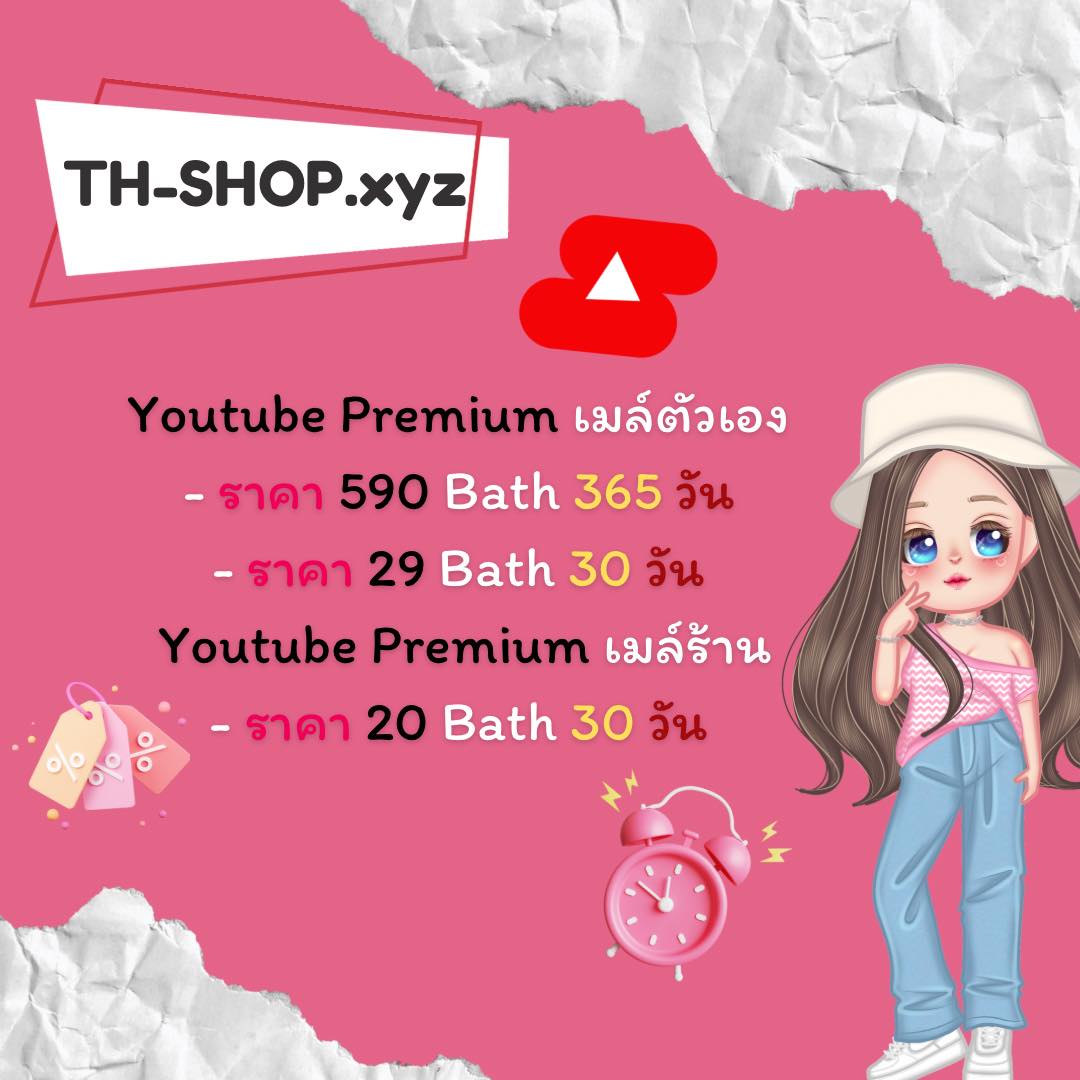 TH-SHOP.xyz
Youtube Premium เมล์ตัวเอง
- ราคา 590 Bath 365 วัน
- ราคา 29 Bath 30 วัน
Youtube Premium เมล์ร้าน
- ราคา 20 Bath 30 วัน
% % %